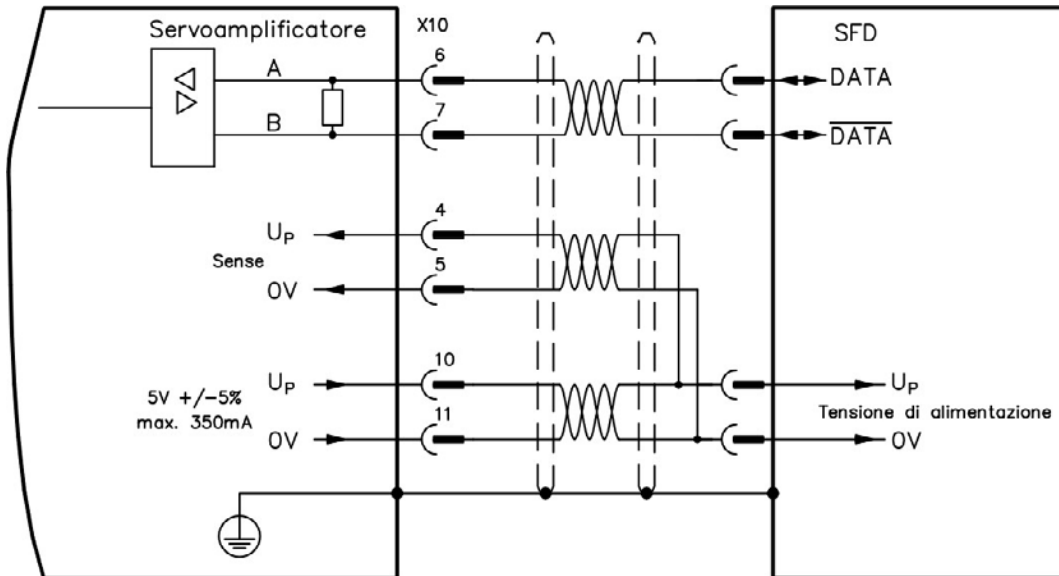 Servoamplificatore
X10
SFD
A
6
DATA
B
7
DATA
U_P
4
Sense
0V
5
5V +/-5%
max. 350mA
U_P
10
0V
11
U_P
Tensione di alimentazione
0V